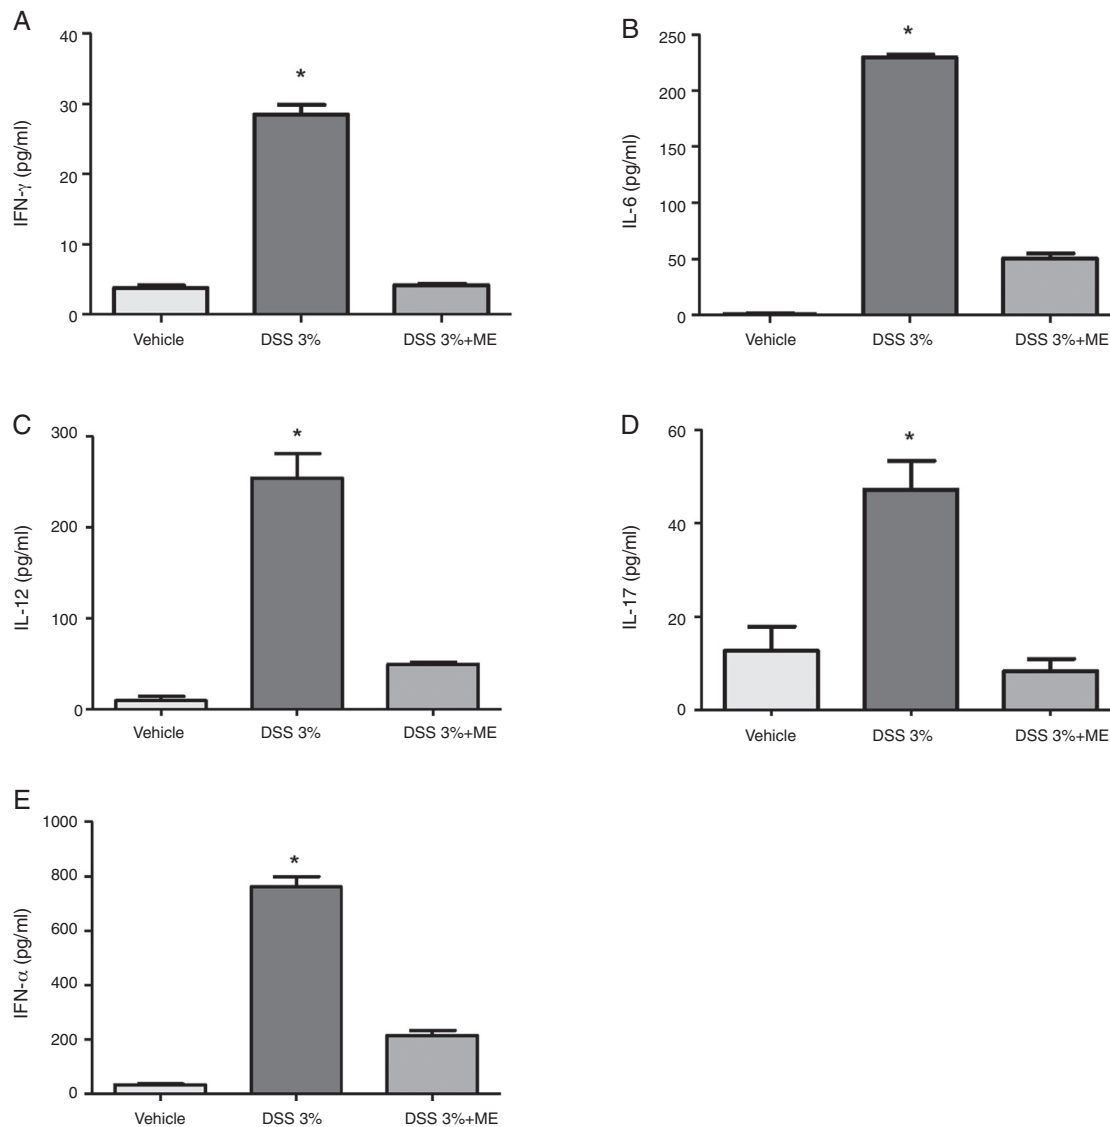 A
40
30
20
10
0
IFN-γ (pg/ml)
*
Vehicle DSS 3% DSS 3%+ME
B
250
200
150
100
50
0
IL-6 (pg/ml)
*
Vehicle DSS 3% DSS 3%+ME
C
300
200
100
0
IL-12 (pg/ml)
*
Vehicle DSS 3% DSS 3%+ME
D
60
40
20
0
IL-17 (pg/ml)
*
Vehicle DSS 3% DSS 3%+ME
E
1000
800
600
400
200
0
IFN-α (pg/ml)
*
Vehicle DSS 3% DSS 3%+ME